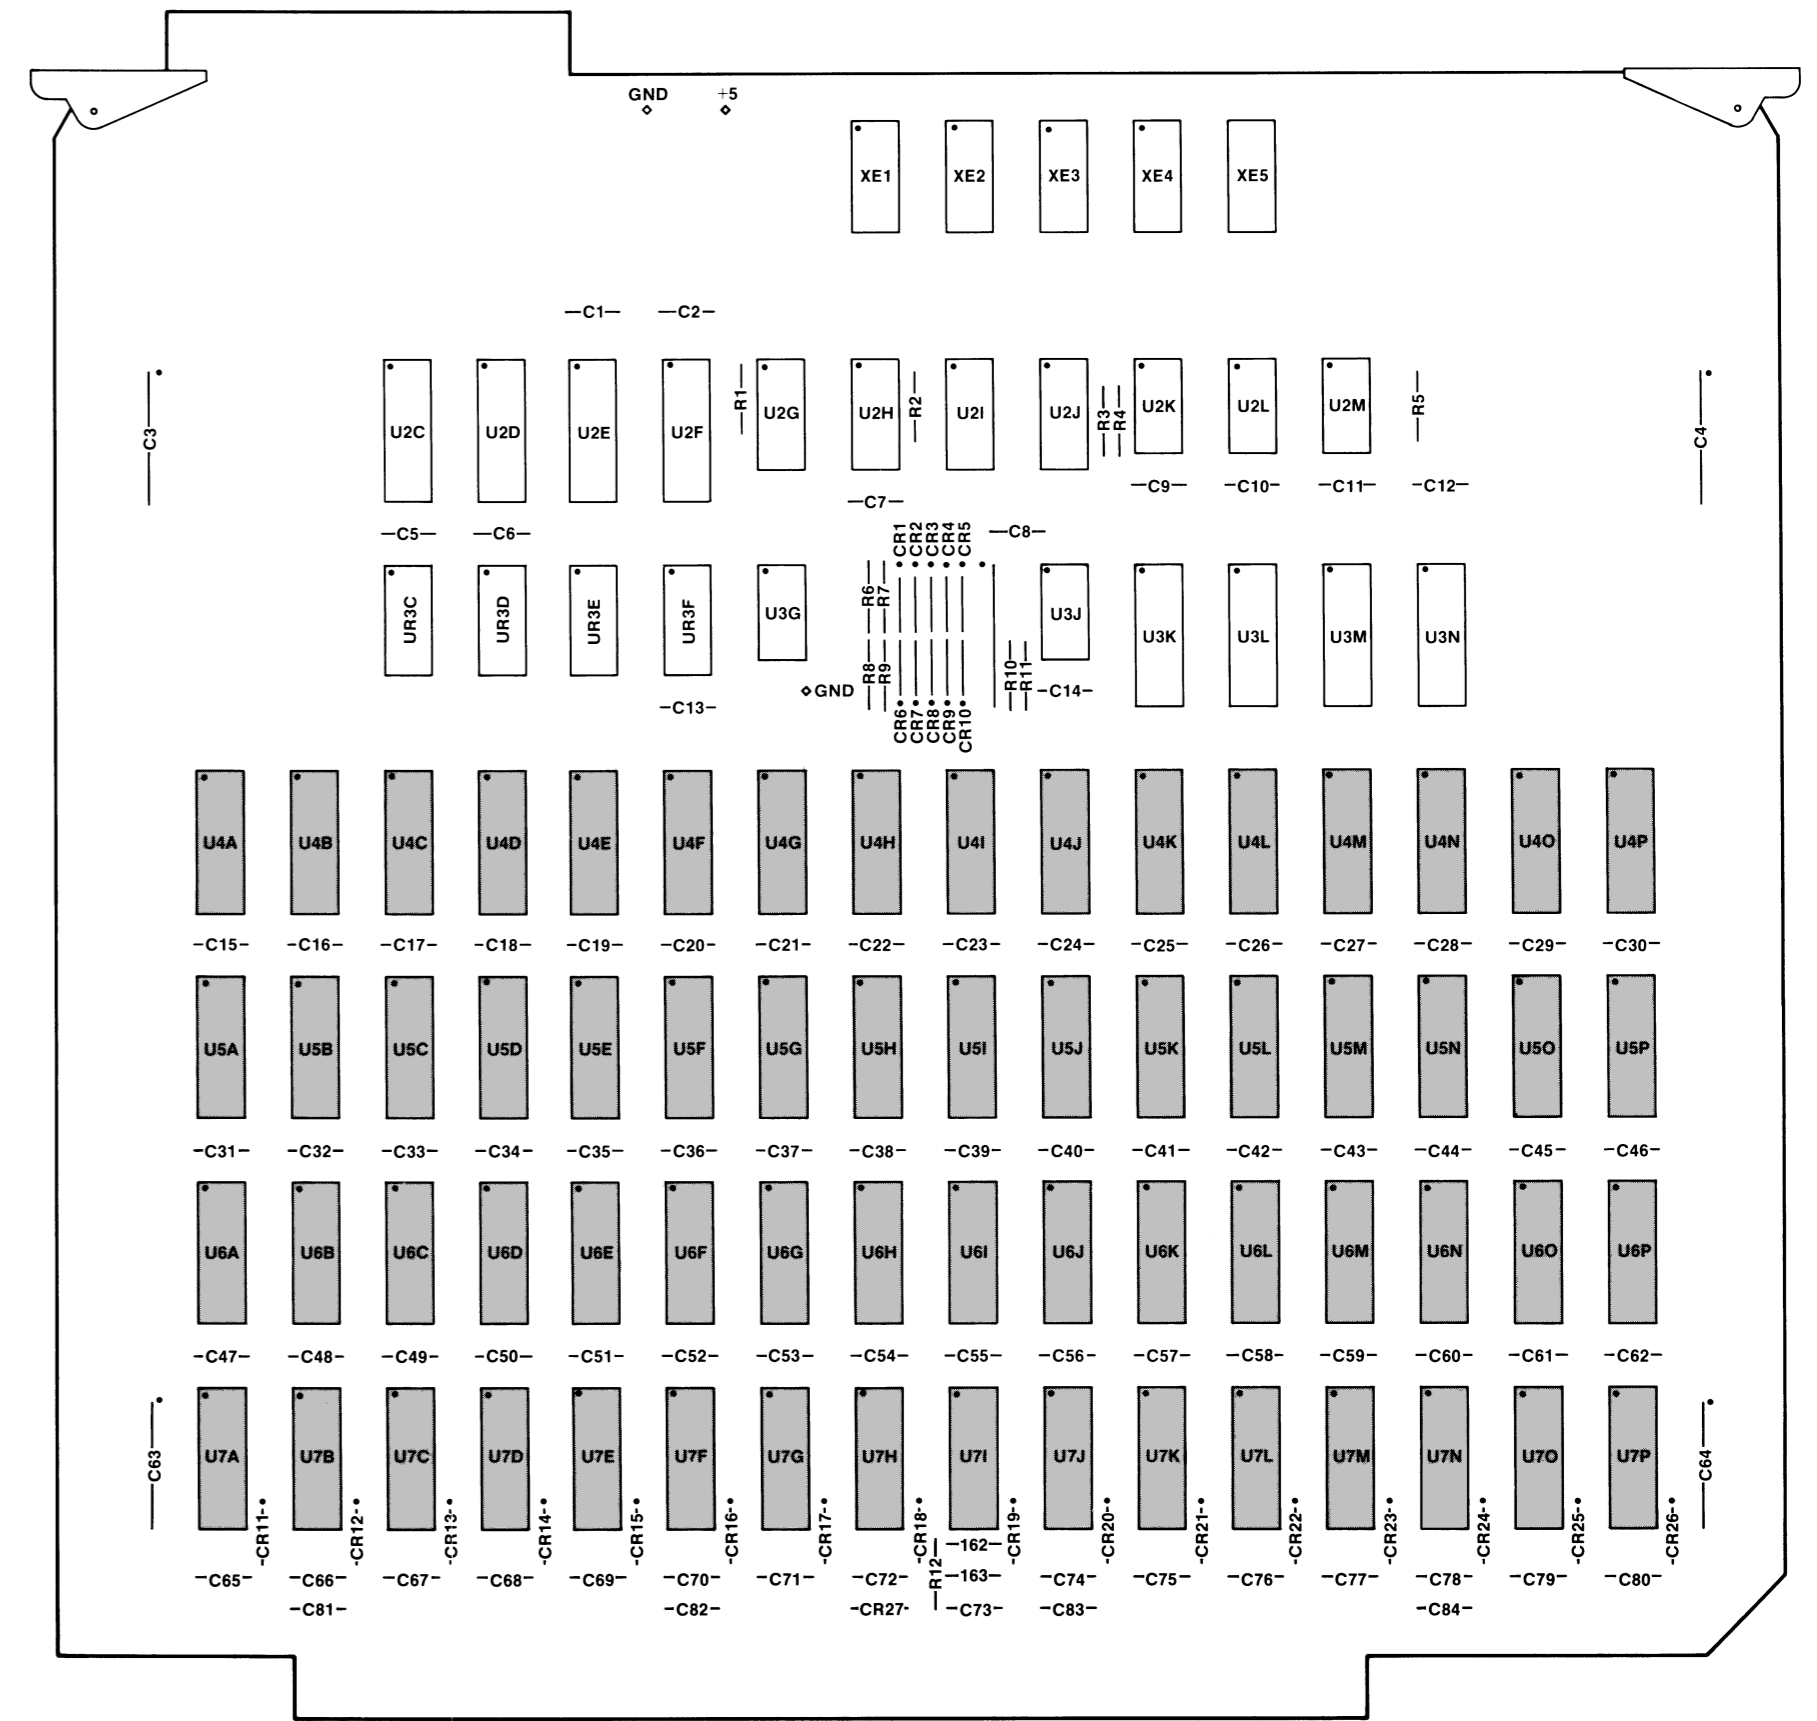 GND +5
XE1 XE2 XE3 XE4 XE5
C1 C2
C3 U2C U2D U2E U2F R1 U2G U2H R2 U2I U2J R3 R4 U2K U2L U2M R5 C4
C9 C10 C11 C12
C7
C5 C6 CR1 CR2 CR3 CR4 CR5 C8
UR3C UR3D UR3E UR3F U3G R6 R7 U3J U3K U3L U3M U3N
GND R8 R9 R10 R11 C14
C13 CR6 CR7 CR8 CR9 CR10
U4A U4B U4C U4D U4E U4F U4G U4H U4I U4J U4K U4L U4M U4N U4O U4P
C15 C16 C17 C18 C19 C20 C21 C22 C23 C24 C25 C26 C27 C28 C29 C30
U5A U5B U5C U5D U5E U5F U5G U5H U5I U5J U5K U5L U5M U5N U5O U5P
C31 C32 C33 C34 C35 C36 C37 C38 C39 C40 C41 C42 C43 C44 C45 C46
U6A U6B U6C U6D U6E U6F U6G U6H U6I U6J U6K U6L U6M U6N U6O U6P
C47 C48 C49 C50 C51 C52 C53 C54 C55 C56 C57 C58 C59 C60 C61 C62
C63 U7A U7B U7C U7D U7E U7F U7G U7H U7I U7J U7K U7L U7M U7N U7O U7P C64
CR11 CR12 CR13 CR14 CR15 CR16 CR17 CR18 CR19 CR20 CR21 CR22 CR23 CR24 CR25 CR26
162
R12 163
C65 C66 C67 C68 C69 C70 C71 C72 C74 C75 C76 C77 C78 C79 C80
C81 C82 CR27 C73 C83 C84